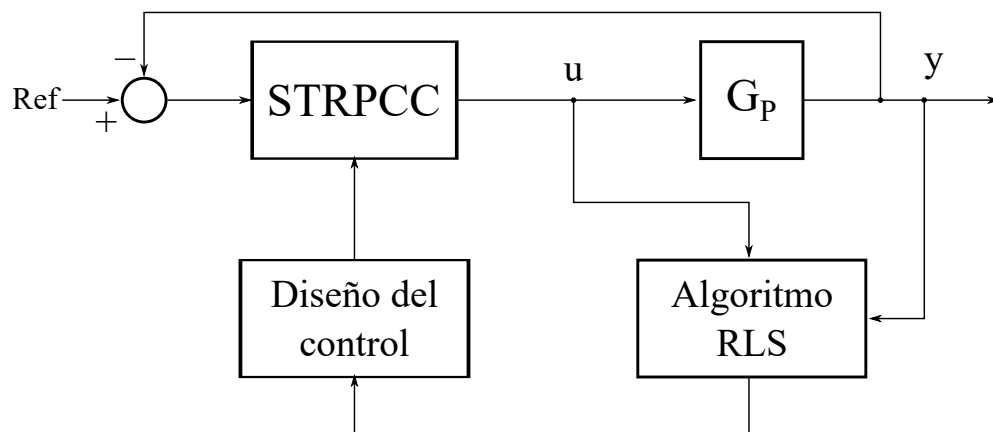 −
Ref
+
STRPCC
u
G_P
y
Diseño del
control
Algoritmo
RLS